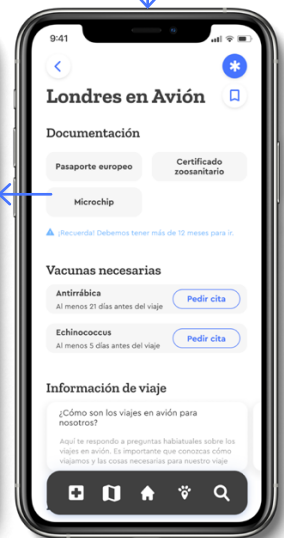 9:41
Londres en Avión
Documentación
Pasaporte europeo
Certificado
zoosanitario
Microchip
¡Recuerda! Debemos tener más de 12 meses para ir.
Vacunas necesarias
Antirrábica
Al menos 21 días antes del viaje
Pedir cita
Echinococcus
Al menos 5 días antes del viaje
Pedir cita
Información de viaje
¿Cómo son los viajes en avión para
nosotros?
Aquí te respondo a preguntas habituales sobre los
viajes en avión. Es importante que conozcas cómo
viajamos y las cosas necesarias para nuestro viaje